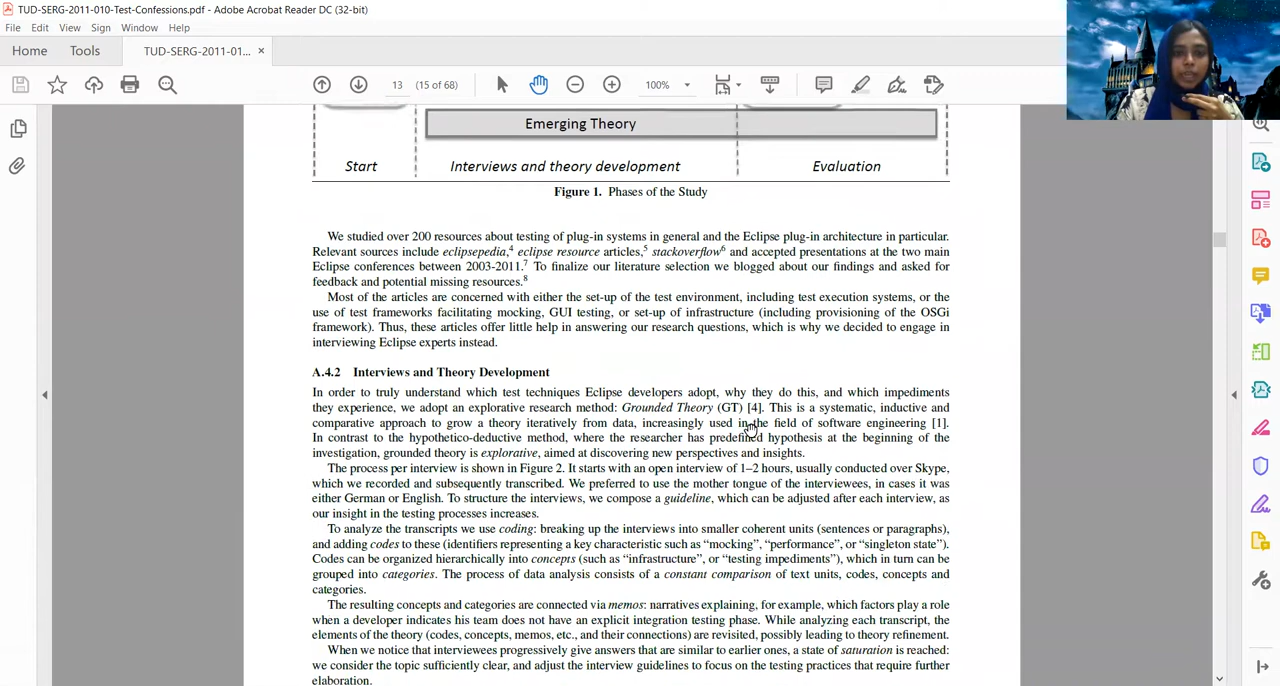 TUD-SERG-2011-010-Test-Confessions.pdf - Adobe Acrobat Reader DC (32-bit)
File Edit View Sign Window Help
Home Tools TUD-SERG-2011-01... ×
13 (15 of 68) 100%
Emerging Theory
Start Interviews and theory development Evaluation
Figure 1. Phases of the Study
We studied over 200 resources about testing of plug-in systems in general and the Eclipse plug-in architecture in particular.
Relevant sources include eclipsepedia,4 eclipse resource articles,5 stackoverflow6 and accepted presentations at the two main
Eclipse conferences between 2003-2011.7 To finalize our literature selection we blogged about our findings and asked for
feedback and potential missing resources.8
Most of the articles are concerned with either the set-up of the test environment, including test execution systems, or the
use of test frameworks facilitating mocking, GUI testing, or set-up of infrastructure (including provisioning of the OSGi
framework). Thus, these articles offer little help in answering our research questions, which is why we decided to engage in
interviewing Eclipse experts instead.
A.4.2 Interviews and Theory Development
In order to truly understand which test techniques Eclipse developers adopt, why they do this, and which impediments
they experience, we adopt an explorative research method: Grounded Theory (GT) [4]. This is a systematic, inductive and
comparative approach to grow a theory iteratively from data, increasingly used in the field of software engineering [1].
In contrast to the hypothetico-deductive method, where the researcher has predefined hypothesis at the beginning of the
investigation, grounded theory is explorative, aimed at discovering new perspectives and insights.
The process per interview is shown in Figure 2. It starts with an open interview of 1–2 hours, usually conducted over Skype,
which we recorded and subsequently transcribed. We preferred to use the mother tongue of the interviewees, in cases it was
either German or English. To structure the interviews, we compose a guideline, which can be adjusted after each interview, as
our insight in the testing processes increases.
To analyze the transcripts we use coding: breaking up the interviews into smaller coherent units (sentences or paragraphs),
and adding codes to these (identifiers representing a key characteristic such as “mocking”, “performance”, or “singleton state”).
Codes can be organized hierarchically into concepts (such as “infrastructure”, or “testing impediments”), which in turn can be
grouped into categories. The process of data analysis consists of a constant comparison of text units, codes, concepts and
categories.
The resulting concepts and categories are connected via memos: narratives explaining, for example, which factors play a role
when a developer indicates his team does not have an explicit integration testing phase. While analyzing each transcript, the
elements of the theory (codes, concepts, memos, etc., and their connections) are revisited, possibly leading to theory refinement.
When we notice that interviewees progressively give answers that are similar to earlier ones, a state of saturation is reached:
we consider the topic sufficiently clear, and adjust the interview guidelines to focus on the testing practices that require further
elaboration.